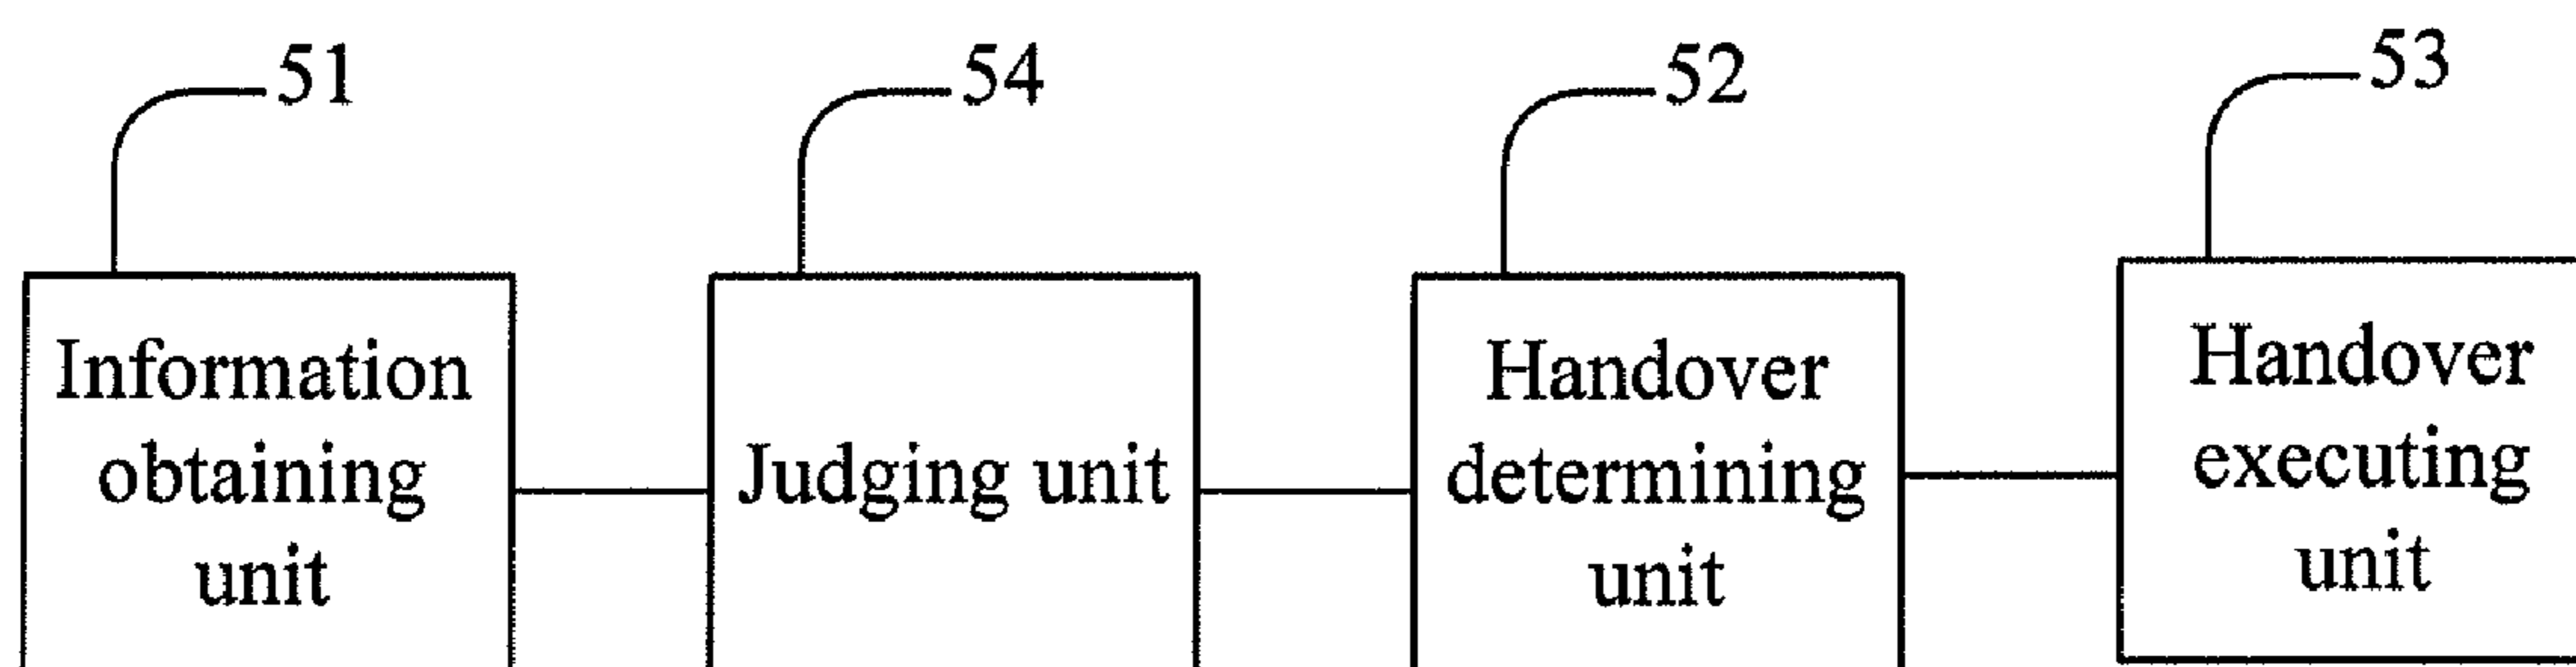 51
54
52
53
Information
obtaining
unit
Judging unit
Handover
determining
unit
Handover
executing
unit